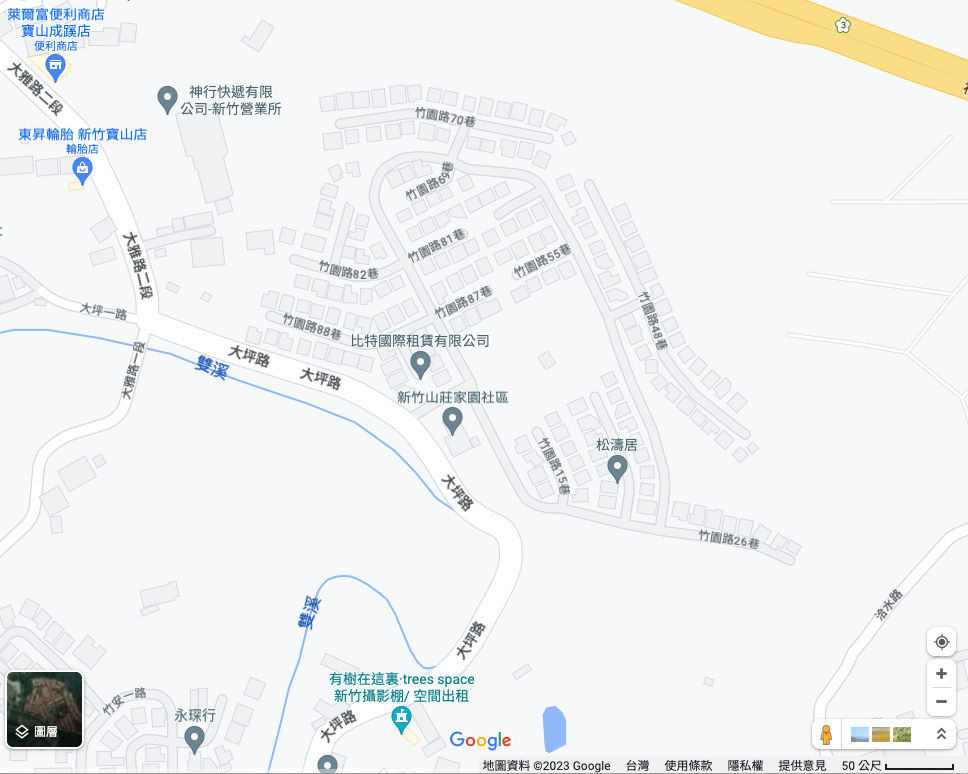 萊爾富便利商店
寶山成蹊店
便利商店
3
大雅路二段
神行快遞有限
公司-新竹營業所
竹園路70巷
東昇輪胎 新竹寶山店
輪胎店
竹園路69巷
大雅路二段
竹園路81巷
竹園路55巷
竹園路82巷
大坪一路
竹園路87巷
竹園路48巷
竹園路88巷
比特國際租賃有限公司
大坪路
大坪路
雙溪
大雅路一段
新竹山莊家園社區
松濤居
竹園路15巷
大坪路
竹園路26巷
洽水路
雙溪
大坪路
有樹在這裏·trees space
新竹攝影棚/ 空間出租
竹安一路
永琛行
大坪路
圖層
Google
地圖資料 ©2023 Google 台灣 使用條款 隱私權 提供意見 50 公尺